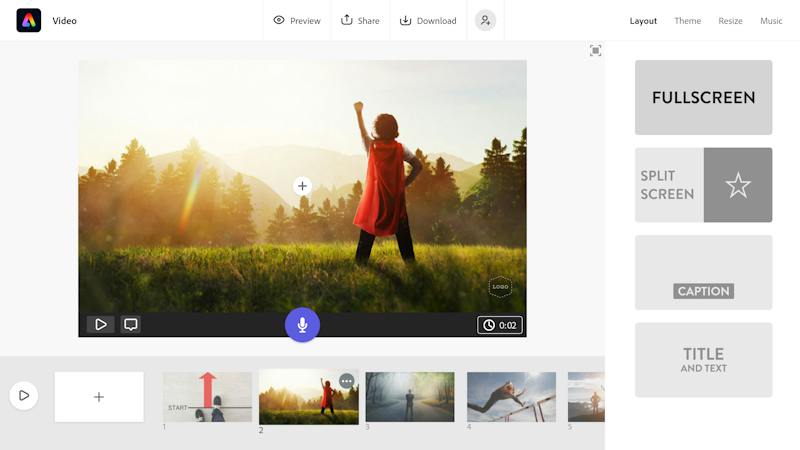 Video
Preview
Share
Download
Layout
Theme
Resize
Music
FULLSCREEN
SPLIT
SCREEN
CAPTION
TITLE
AND TEXT
LOGO
0:02
START
1
2
3
4
5